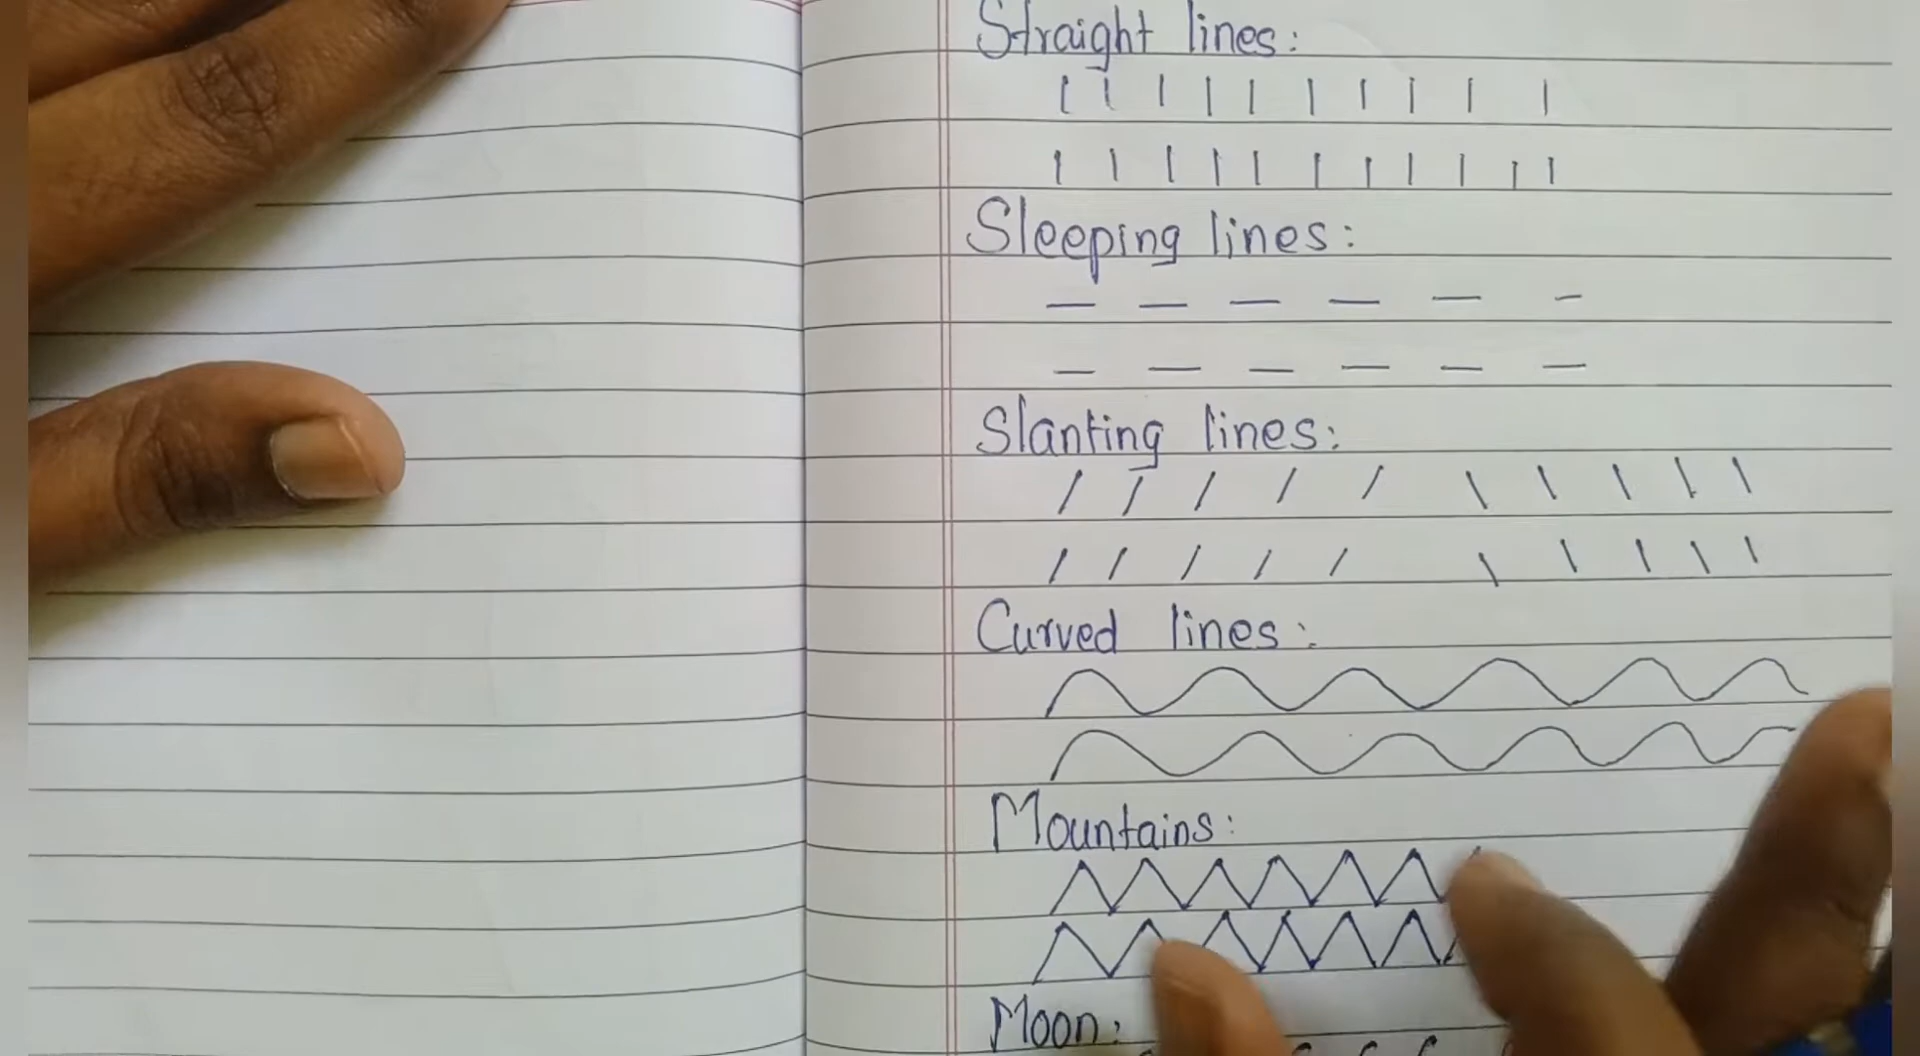 Straight lines:
Sleeping lines:
Slanting lines:
Curved lines:
Mountains:
Moon: